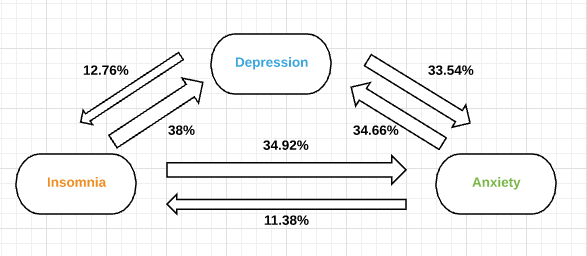 Depression
12.76%
33.54%
38%
34.66%
34.92%
Insomnia
Anxiety
11.38%